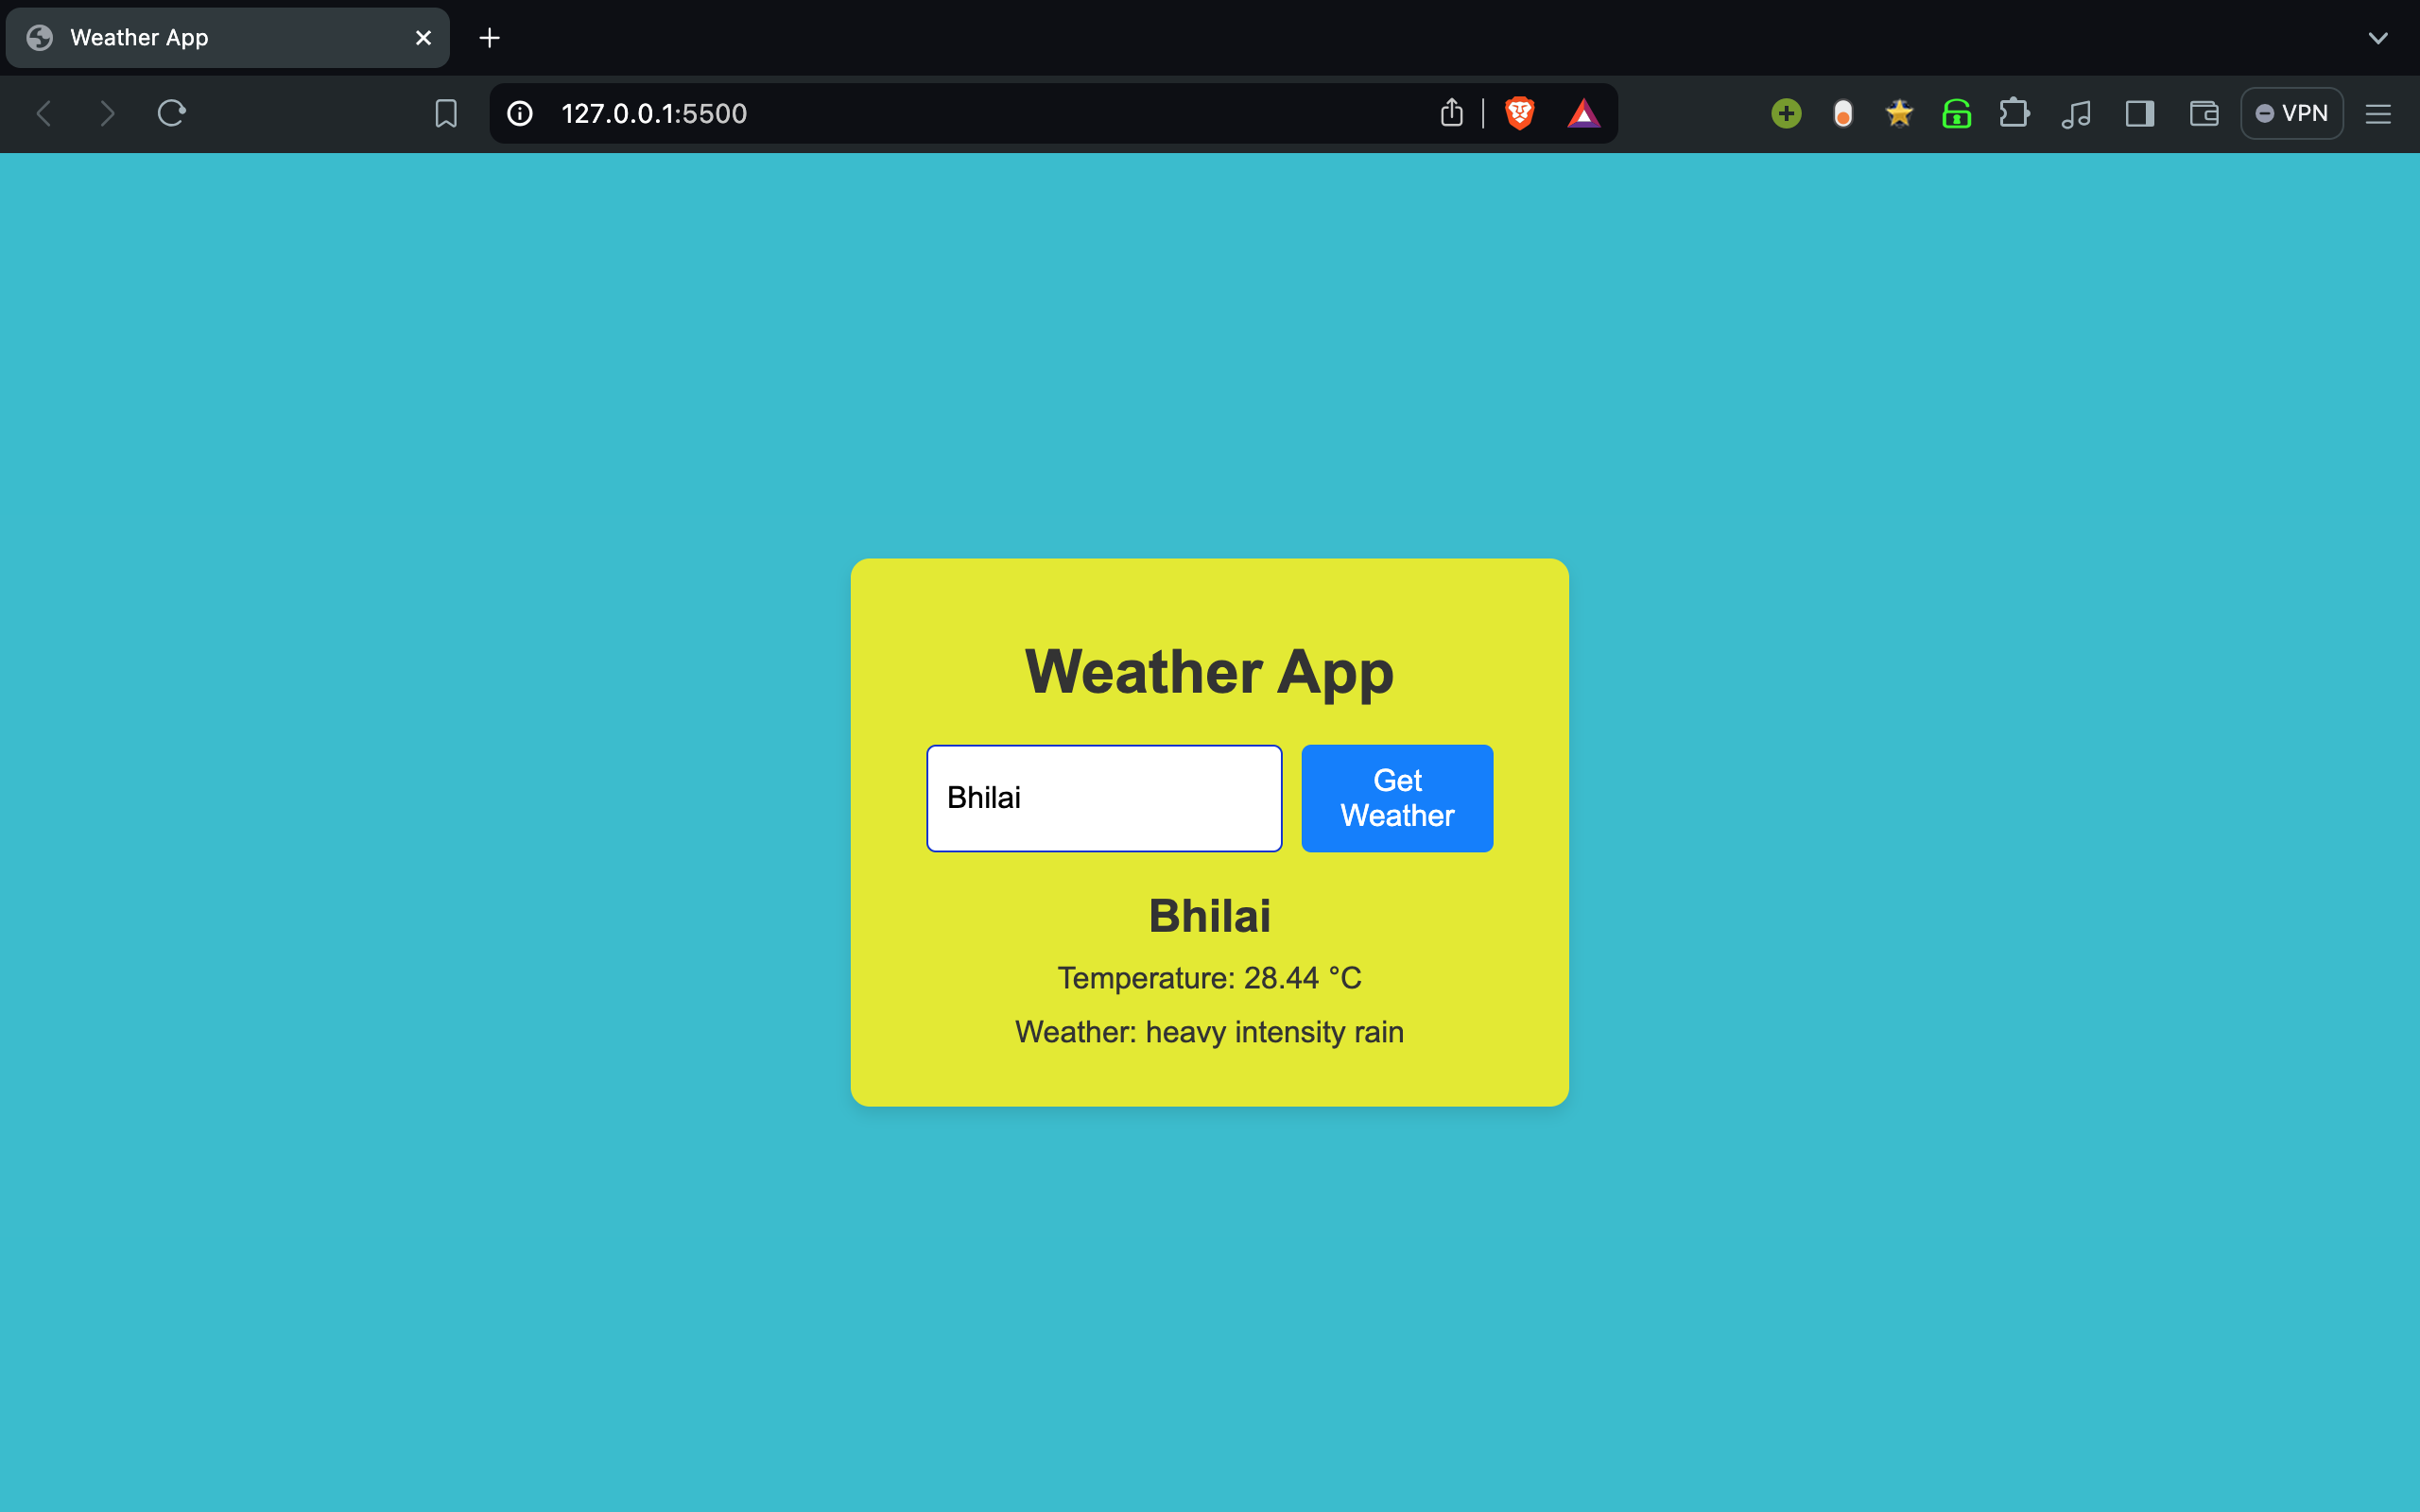 Weather App
127.0.0.1:5500
VPN
Weather App
Bhilai
Get
Weather
Bhilai
Temperature: 28.44 °C
Weather: heavy intensity rain